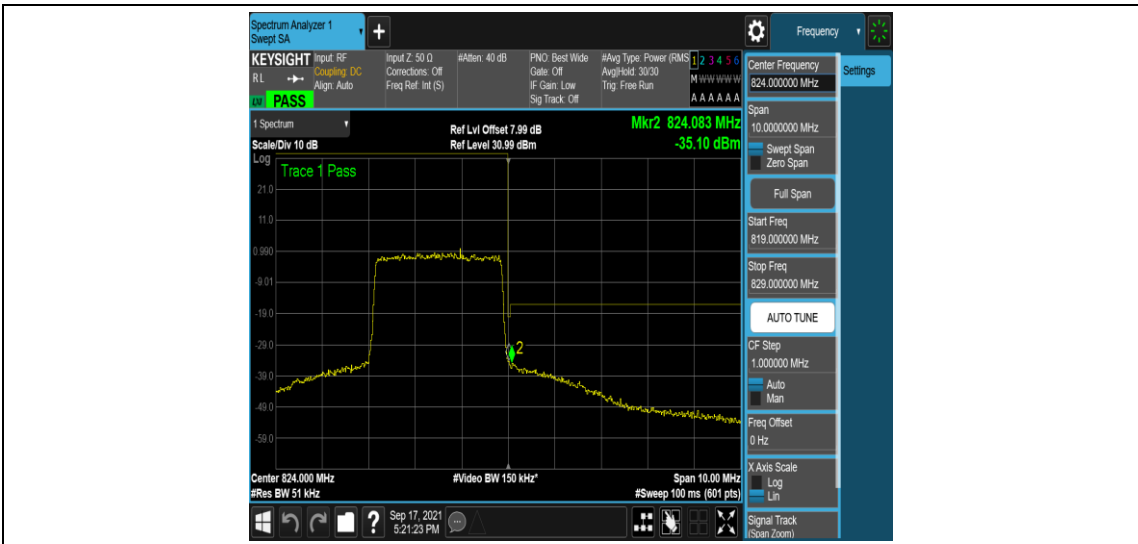 Spectrum Analyzer 1
Swept SA
+
Frequency
KEYSIGHT
RL
LXI
PASS
Input: RF
Coupling: DC
Align: Auto
Input Z: 50 Ω
Corrections: Off
Freq Ref: Int (S)
#Atten: 40 dB
PNO: Best Wide
Gate: Off
IF Gain: Low
Sig Track: Off
#Avg Type: Power (RMS
Avg|Hold: 30/30
Trig: Free Run
1 2 3 4 5 6
M W W W W W
A A A A A A
Center Frequency
824.000000 MHz
Settings
Span
10.0000000 MHz
Swept Span
Zero Span
Full Span
Start Freq
819.000000 MHz
Stop Freq
829.000000 MHz
AUTO TUNE
CF Step
1.000000 MHz
Auto
Man
Freq Offset
0 Hz
X Axis Scale
Log
Lin
Signal Track
(Span Zoom)
1 Spectrum
Scale/Div 10 dB
Ref Lvl Offset 7.99 dB
Ref Level 30.99 dBm
Mkr2 824.083 MHz
-35.10 dBm
Log
Trace 1 Pass
21.0
11.0
0.990
-9.01
-19.0
-29.0
2
-39.0
-49.0
-59.0
Center 824.000 MHz
#Video BW 150 kHz*
Span 10.00 MHz
#Res BW 51 kHz
#Sweep 100 ms (601 pts)
?
Sep 17, 2021
5:21:23 PM